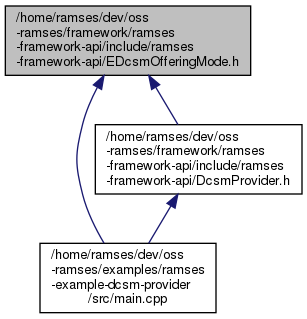 /home/ramses/dev/oss
-ramses/framework/ramses
-framework-api/include/ramses
-framework-api/EDcsmOfferingMode.h
/home/ramses/dev/oss
-ramses/framework/ramses
-framework-api/include/ramses
-framework-api/DcsmProvider.h
/home/ramses/dev/oss
-ramses/examples/ramses
-example-dcsm-provider
/src/main.cpp